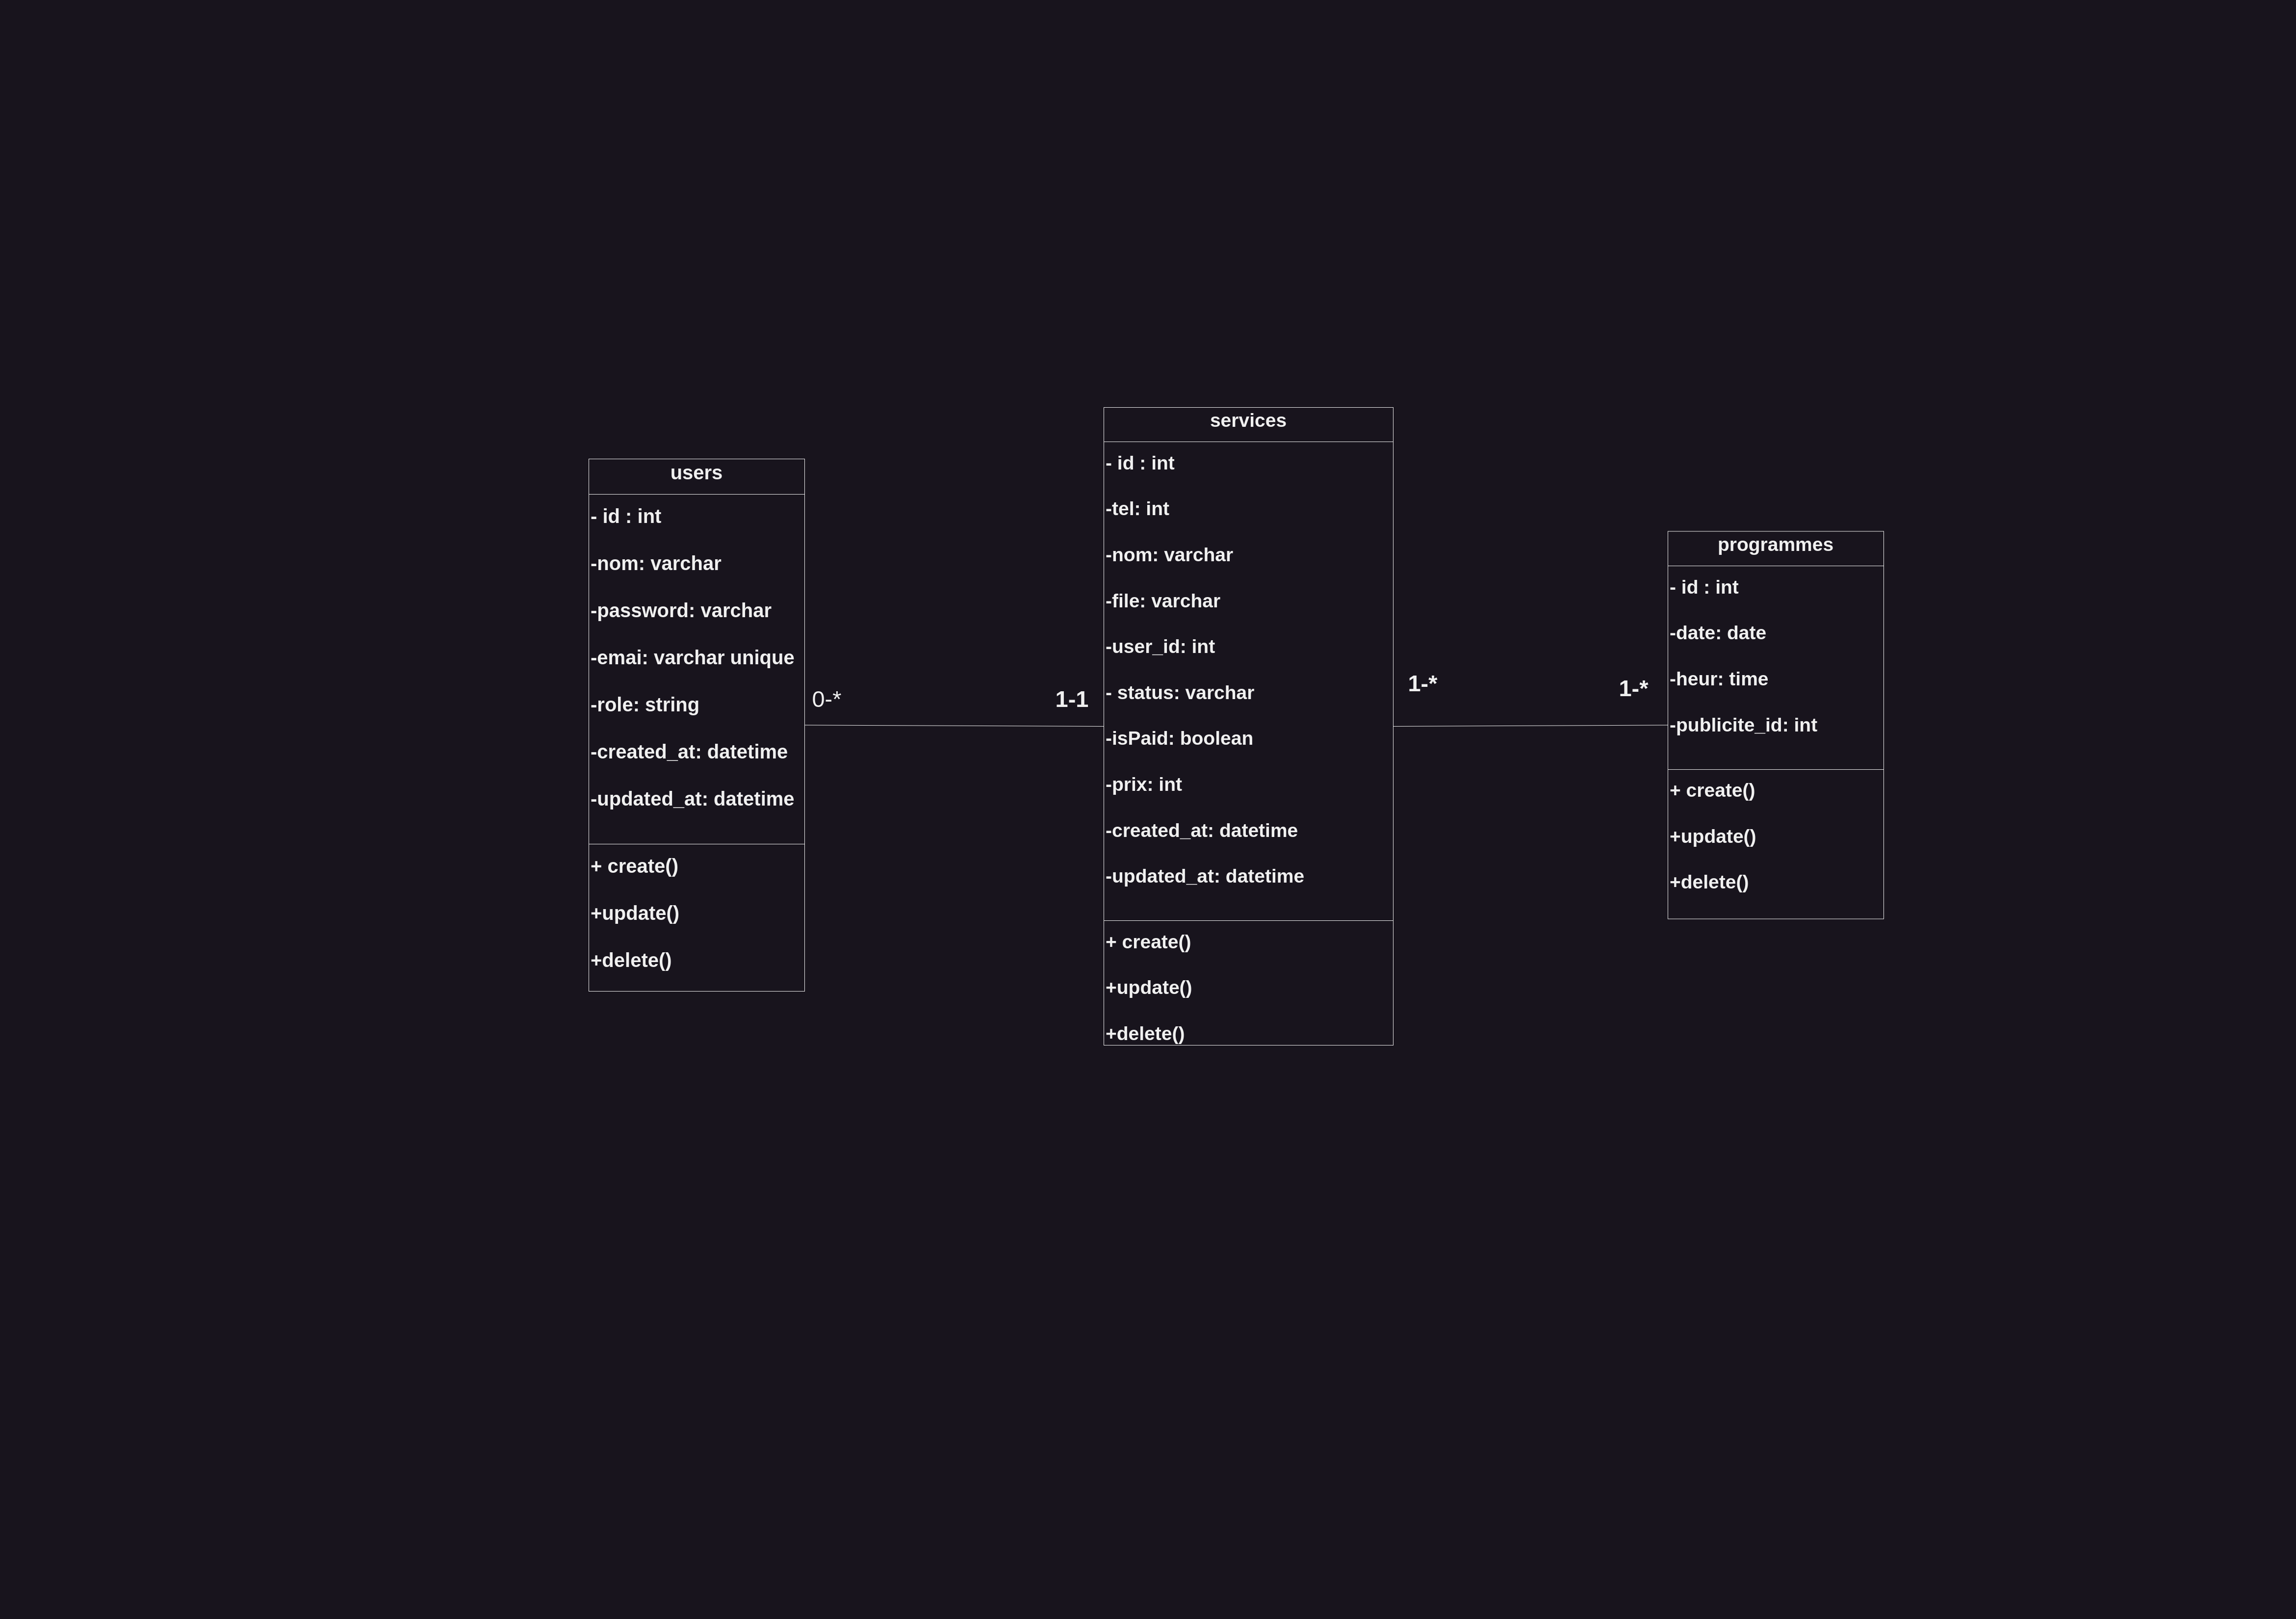 users
- id : int
-nom: varchar
-password: varchar
-emai: varchar unique
-role: string
-created_at: datetime
-updated_at: datetime
+ create()
+update()
+delete()
0-*
1-1
services
- id : int
-tel: int
-nom: varchar
-file: varchar
-user_id: int
- status: varchar
-isPaid: boolean
-prix: int
-created_at: datetime
-updated_at: datetime
+ create()
+update()
+delete()
1-*
1-*
programmes
- id : int
-date: date
-heur: time
-publicite_id: int
+ create()
+update()
+delete()